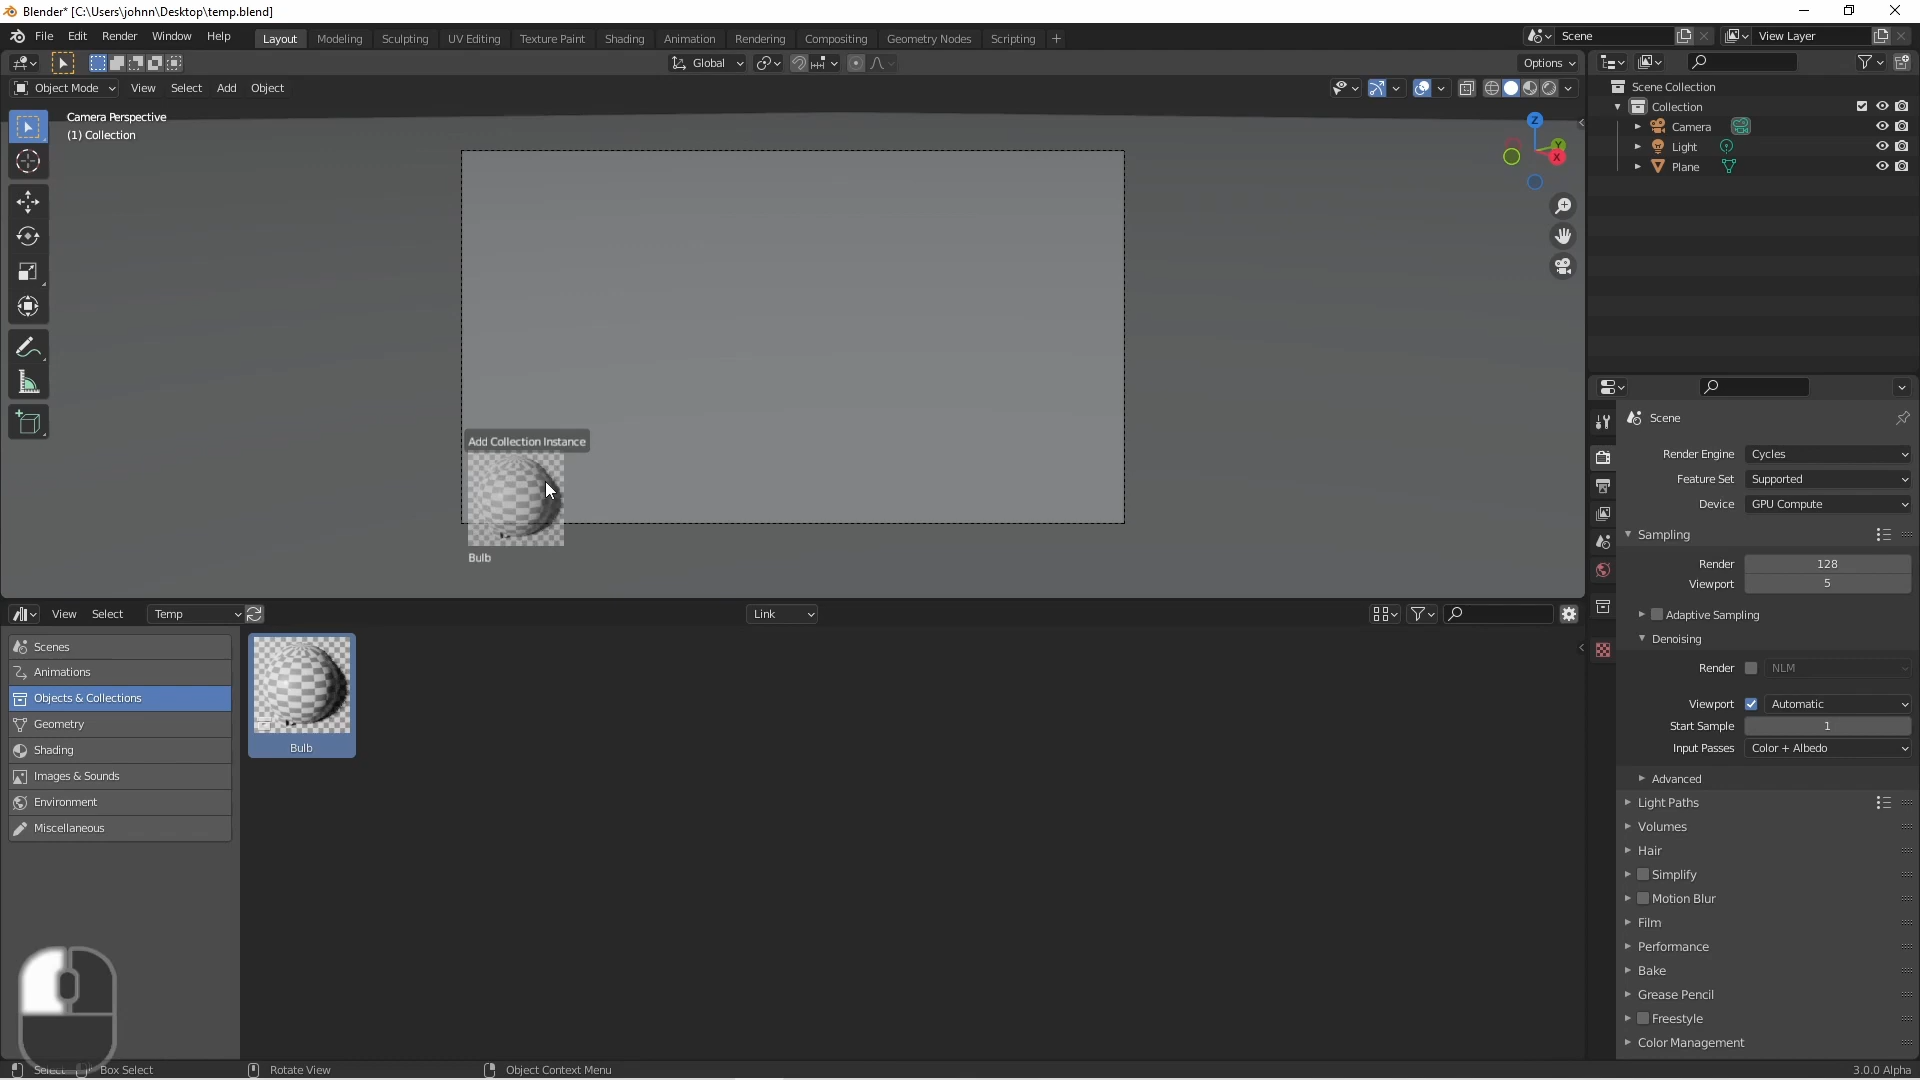 Blender* [C:\Users\johnn\Desktop\temp.blend]
File Edit Render Window Help
Layout Modeling Sculpting UV Editing Texture Paint Shading Animation Rendering Compositing Geometry Nodes Scripting +
Scene
View Layer
Global
Options
Object Mode View Select Add Object
Camera Perspective
(1) Collection
Z
Y
X
Scene Collection
Collection
Camera
Light
Plane
Add Collection Instance
Bulb
Scene
Render Engine Cycles
Feature Set Supported
Device GPU Compute
Sampling
Render 128
Viewport 5
Adaptive Sampling
Denoising
Render NLM
Viewport Automatic
Start Sample 1
Input Passes Color + Albedo
Advanced
Light Paths
Volumes
Hair
Simplify
Motion Blur
Film
Performance
Bake
Grease Pencil
Freestyle
Color Management
View Select Temp Link
Scenes
Animations
Objects & Collections
Geometry
Shading
Images & Sounds
Environment
Miscellaneous
Bulb
Select Box Select Rotate View Object Context Menu 3.0.0 Alpha